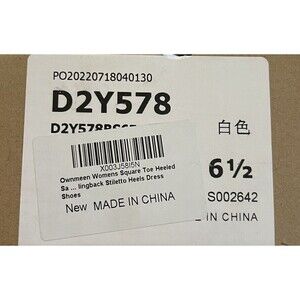 PO20220718040130
D2Y578
白色
X003J58I5N
Ownmeen Womens Square Toe Heeled
Sa ... lingback Stiletto Heels Dress
Shoes
New MADE IN CHINA
6½
S002642
IN CHINA